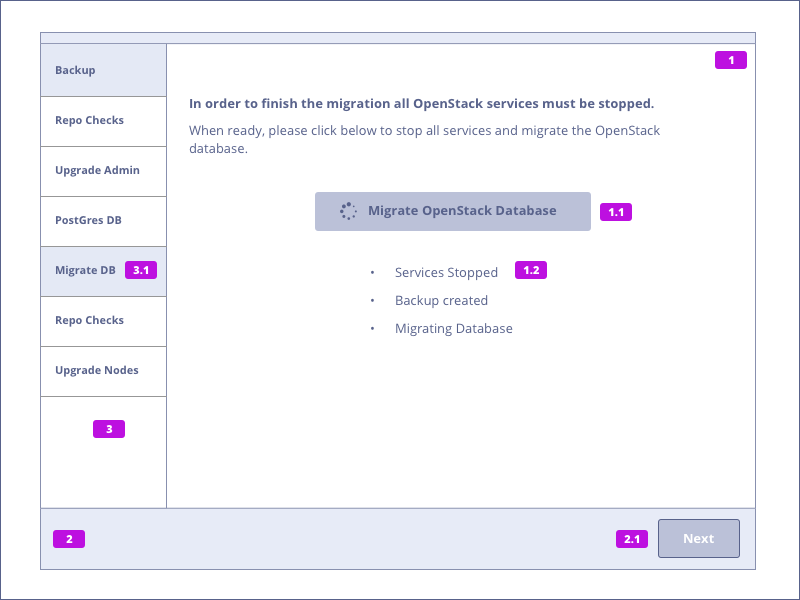 Backup
Repo Checks
Upgrade Admin
PostGres DB
Migrate DB 3.1
Repo Checks
Upgrade Nodes
3
1
In order to finish the migration all OpenStack services must be stopped.
When ready, please click below to stop all services and migrate the OpenStack
database.
Migrate OpenStack Database 1.1
• Services Stopped 1.2
• Backup created
• Migrating Database
2
2.1 Next